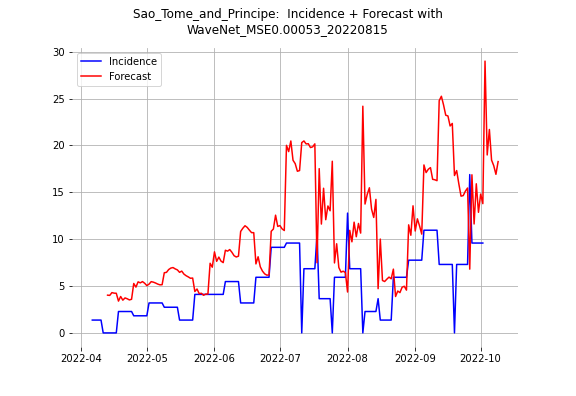 Sao_Tome_and_Principe:  Incidence + Forecast with
WaveNet_MSE0.00053_20220815
30
25
20
15
10
5
0
Incidence
Forecast
2022-04 2022-05 2022-06 2022-07 2022-08 2022-09 2022-10